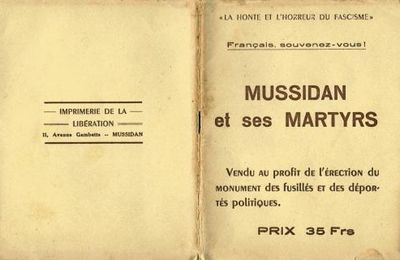 IMPRIMERIE DE LA
LIBÉRATION
11, Avenue Gambetta -- MUSSIDAN
«LA HONTE ET L'HORREUR DU FASCISME»
Français, souvenez-vous!
MUSSIDAN
et ses MARTYRS
VENDU AU PROFIT DE L'ÉRECTION DU
MONUMENT DES FUSILLÉS ET DES DÉPOR-
TÉS POLITIQUES.
PRIX 35 Frs